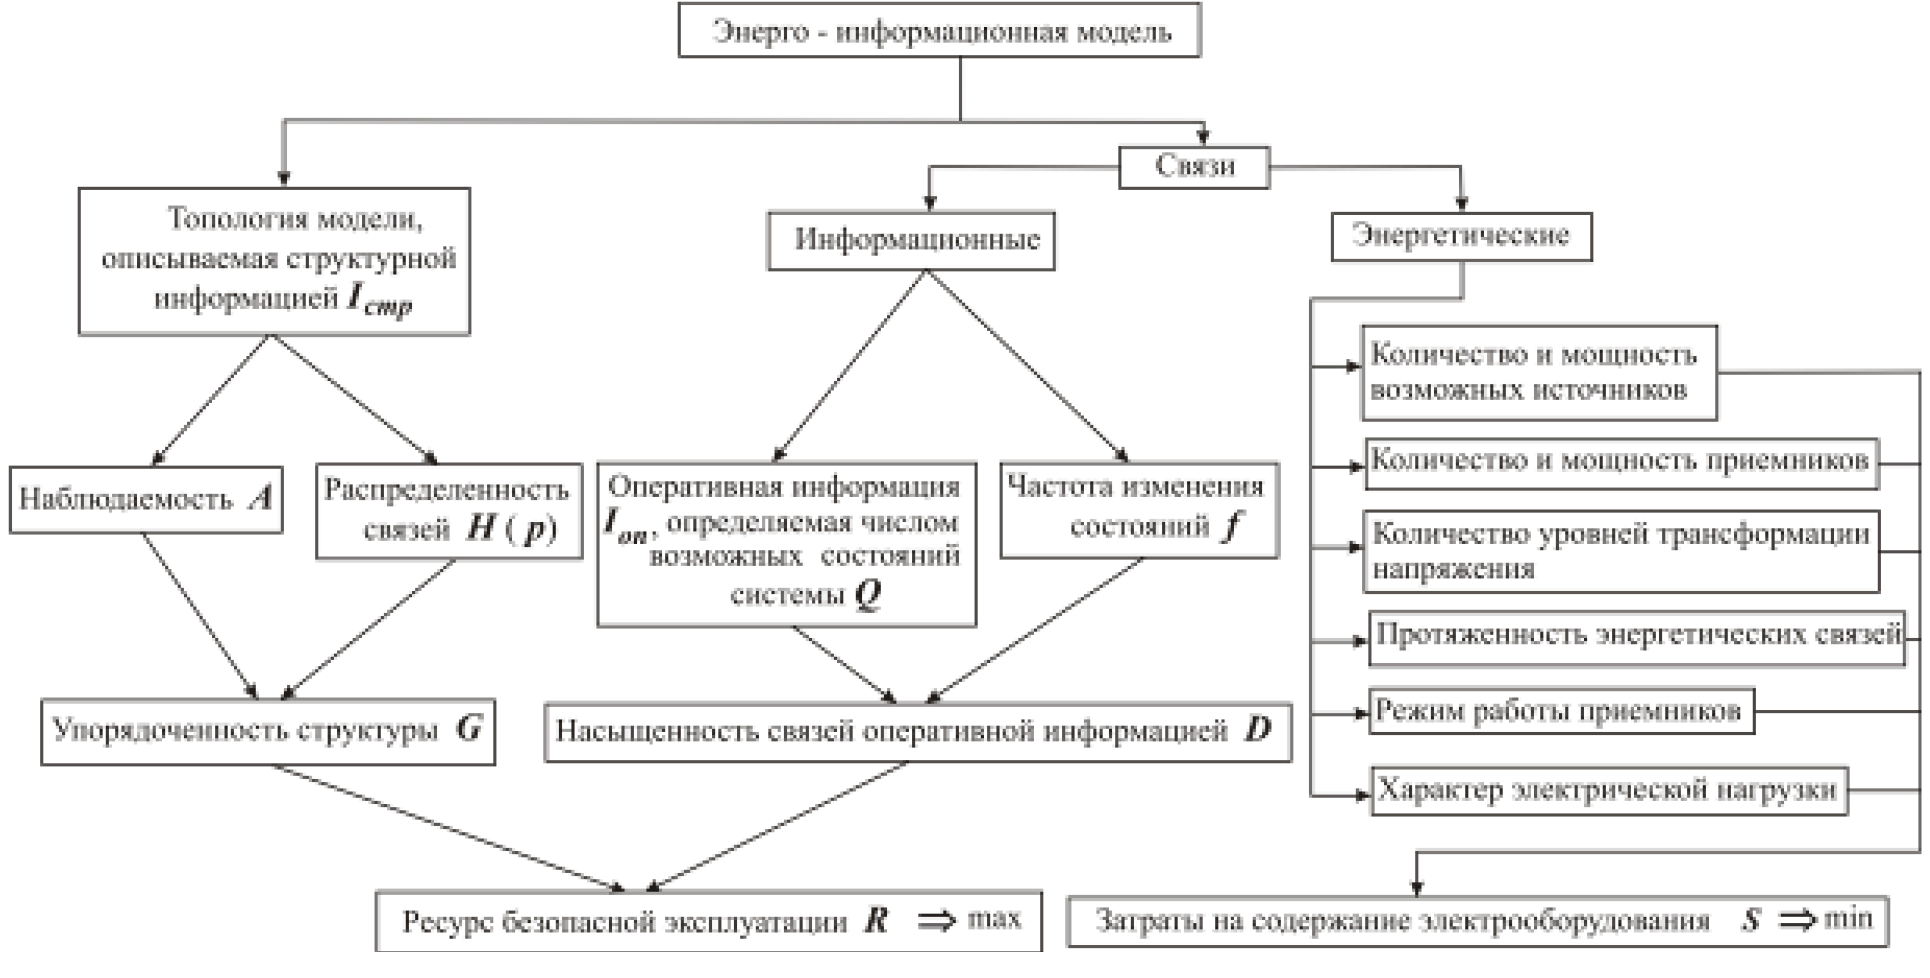 Энерго - информационная модель
Связи
Топология модели,
описываемая структурной
информацией I стр
Информационные
Энергетические
Количество и мощность
возможных источников
Количество и мощность приемников
Количество уровней трансформации
напряжения
Протяженность энергетических связей
Режим работы приемников
Характер электрической нагрузки
Наблюдаемость A
Распределенность
связей H ( p )
Оперативная информация
I оп, определяемая числом
возможных состояний
системы Q
Частота изменения
состояний f
Упорядоченность структуры G
Насыщенность связей оперативной информацией D
Ресурс безопасной эксплуатации R ⇒ max
Затраты на содержание электрооборудования S ⇒ min